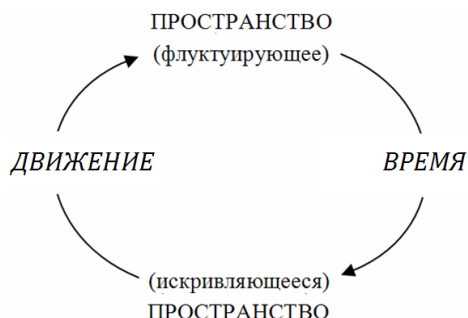 ПРОСТРАНСТВО
(флуктуирующее)
ДВИЖЕНИЕ
ВРЕМЯ
(искривляющееся)
ПРОСТРАНСТВО